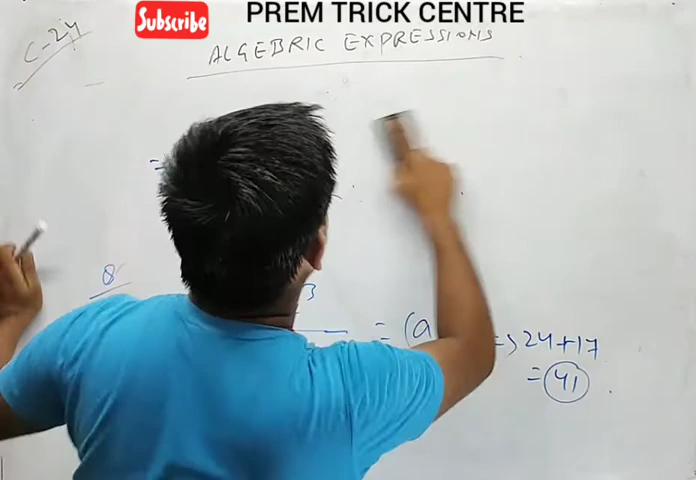 PREM TRICK CENTRE
Subscribe
C-24
ALGEBRIC EXPRESSIONS
8
3
= (a
=> 24+17
= 41